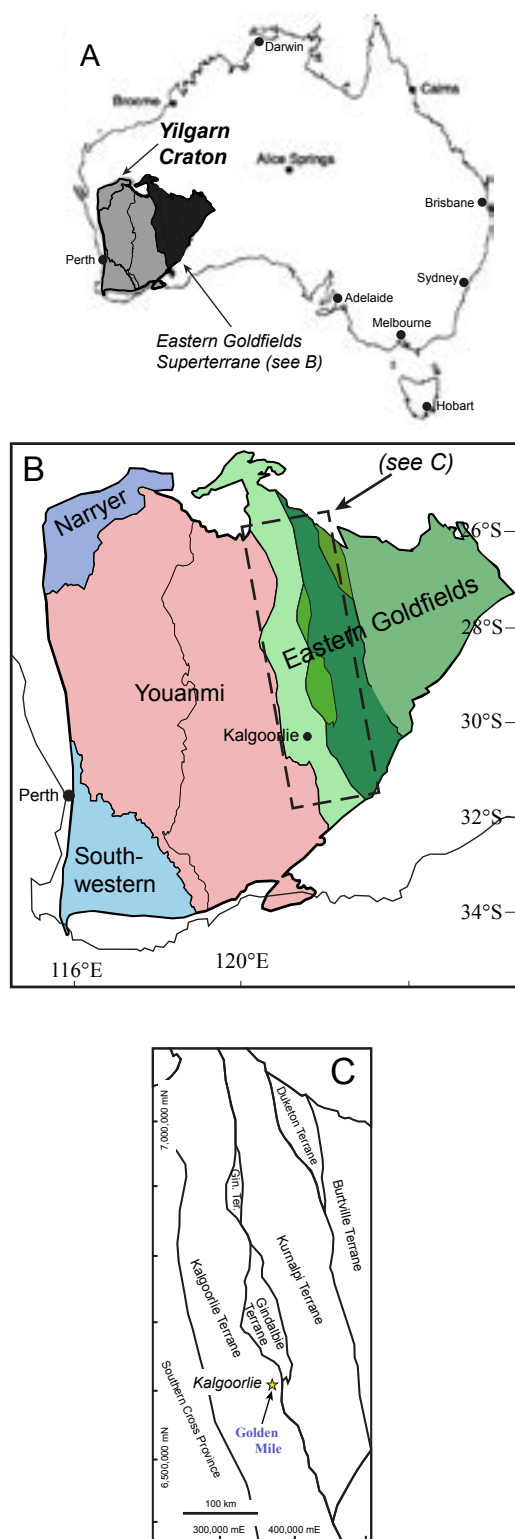 A
Darwin
Broome
Cairns
Yilgarn
Craton
Alice Springs
Brisbane
Perth
Sydney
Adelaide
Eastern Goldfields
Superterrane (see B)
Melbourne
Hobart
B
(see C)
Narryer
26°S
Eastern Goldfields
28°S
Youanmi
30°S
Kalgoorlie
Perth
32°S
South-
western
34°S
116°E
120°E
C
7,000,000 mN
Duketon Terrane
Gin. Ter.
Burtville Terrane
Kurnalpi Terrane
Kalgoorlie Terrane
Gindalbie
Terrane
Kalgoorlie
Southern Cross Province
Golden
Mile
6,500,000 mN
100 km
300,000 mE
400,000 mE